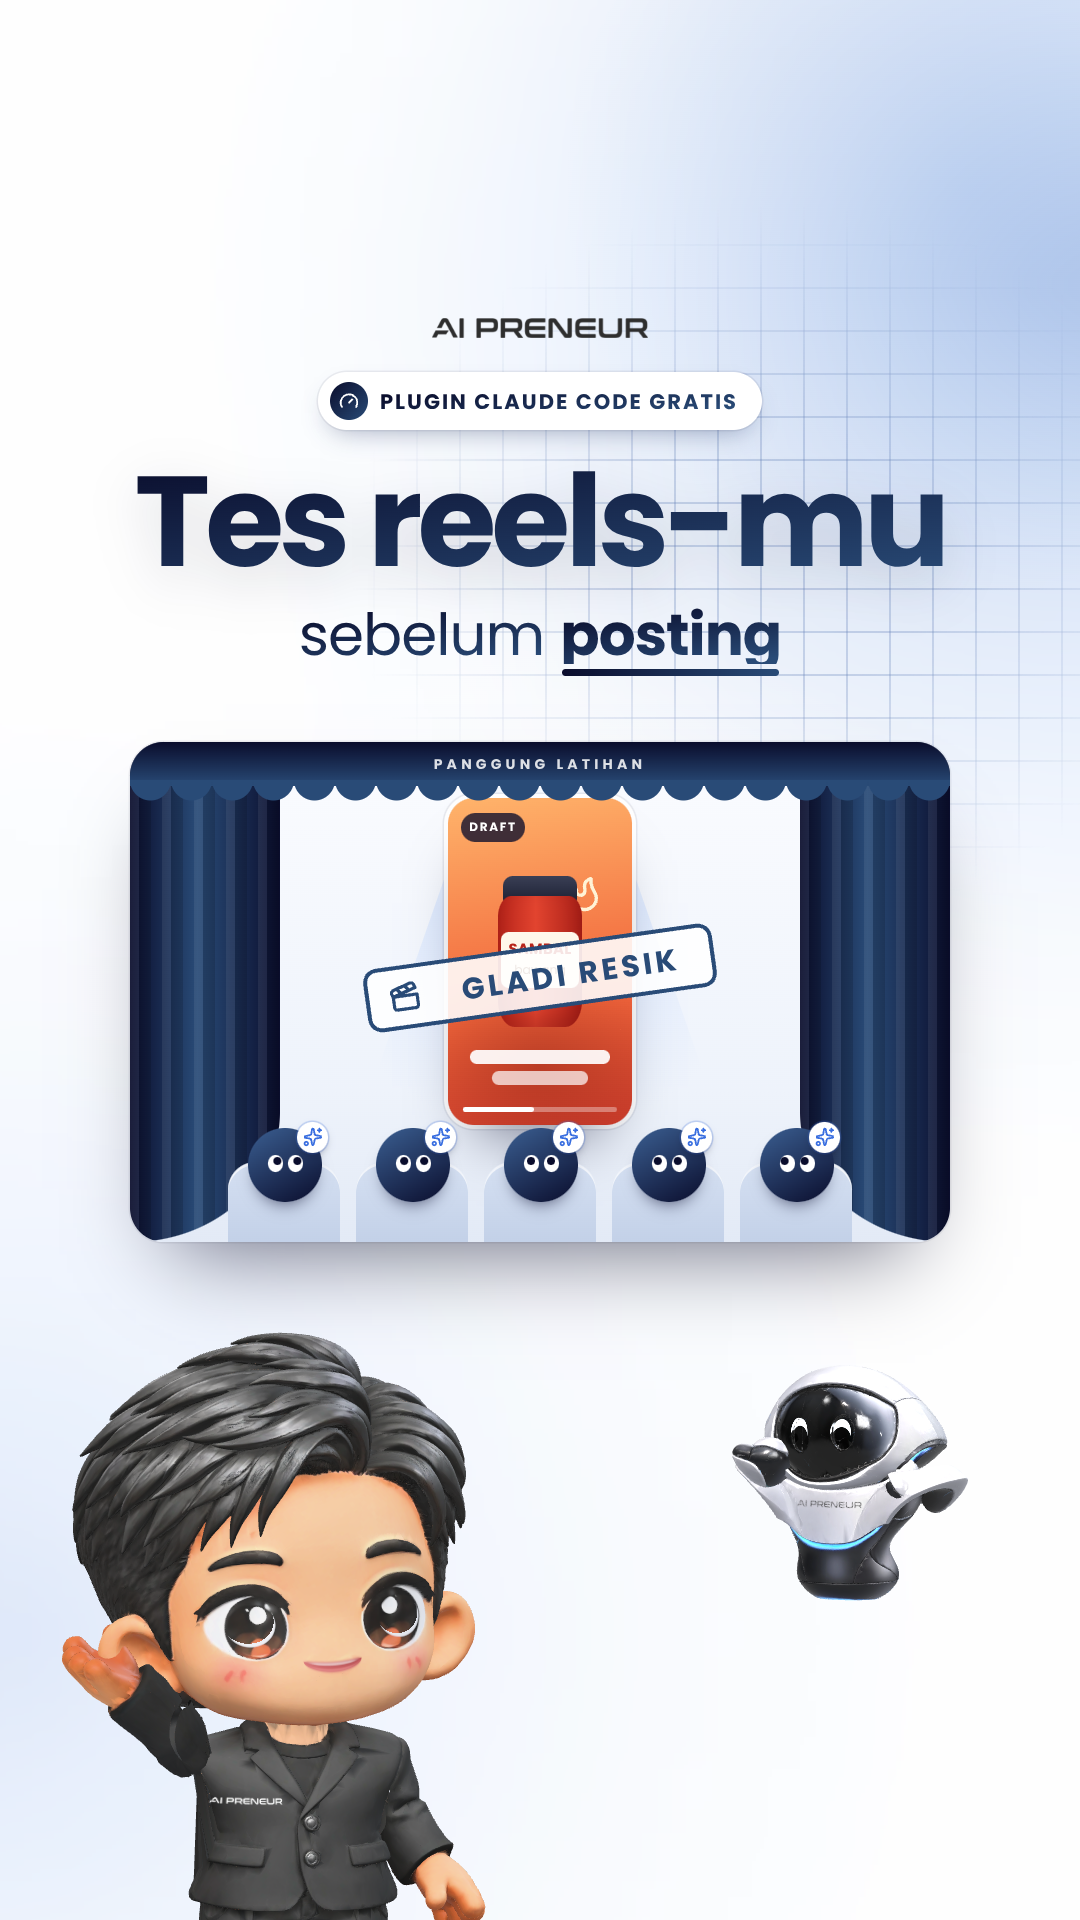 AI PRENEUR
PLUGIN CLAUDE CODE GRATIS
Tes reels-mu
sebelum posting
PANGGUNG LATIHAN
DRAFT
SAMBAL
GLADI RESIK
AI PRENEUR
AI PRENEUR